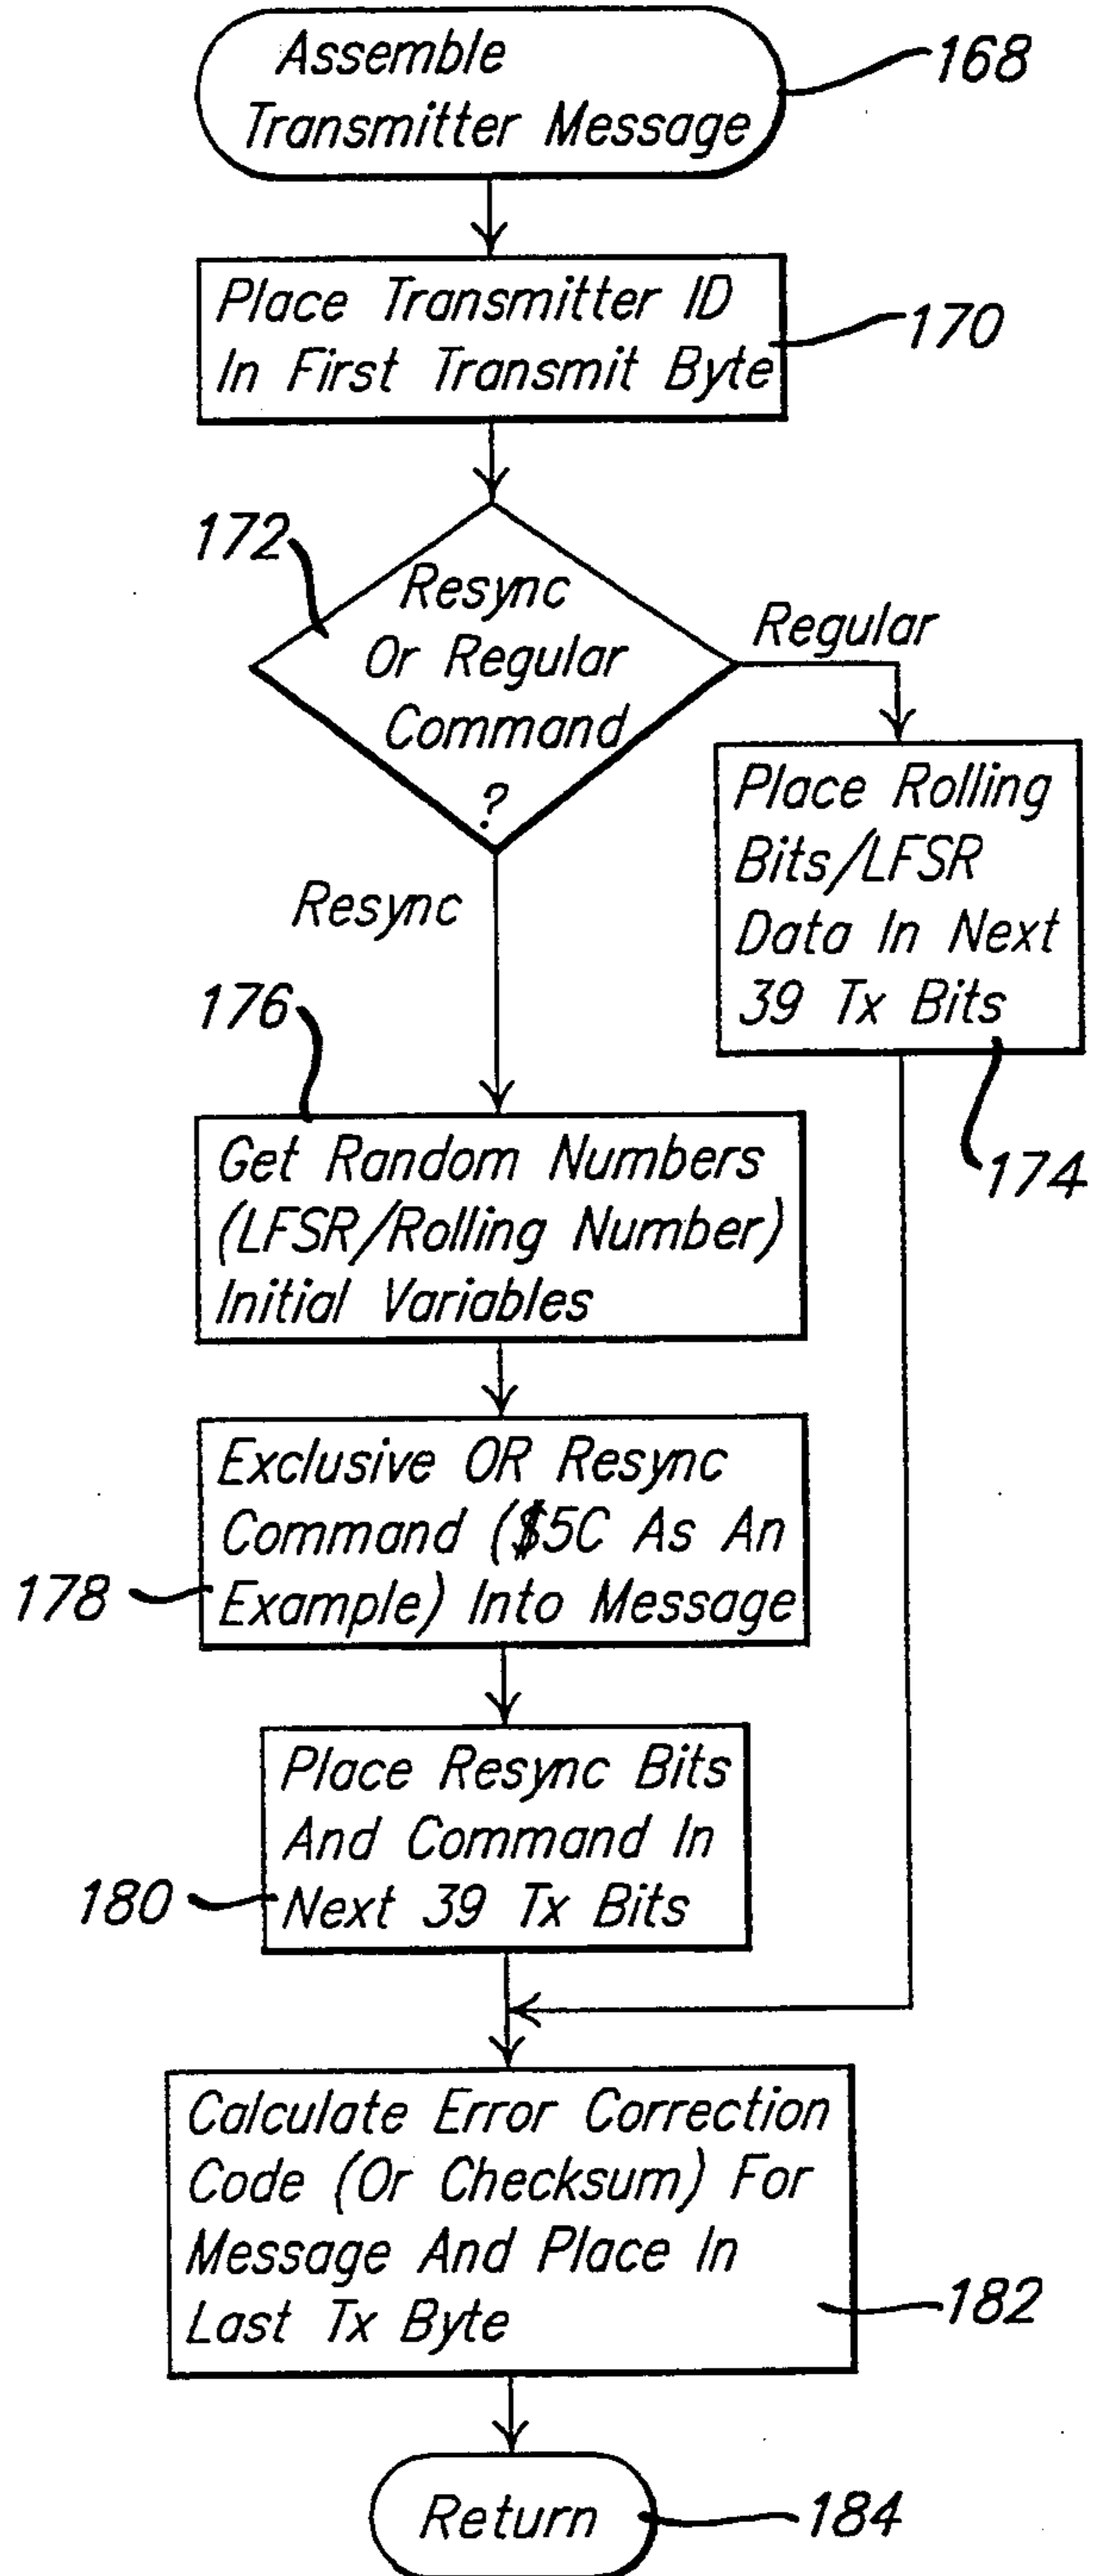 Assemble
Transmitter Message
168
Place Transmitter ID
In First Transmit Byte
170
172
Resync
Or Regular
Command
?
Regular
Resync
Place Rolling
Bits/LFSR
Data In Next
39 Tx Bits
174
176
Get Random Numbers
(LFSR/Rolling Number)
Initial Variables
Exclusive OR Resync
Command ($5C As An
Example) Into Message
178
Place Resync Bits
And Command In
Next 39 Tx Bits
180
Calculate Error Correction
Code (Or Checksum) For
Message And Place In
Last Tx Byte
182
Return
184